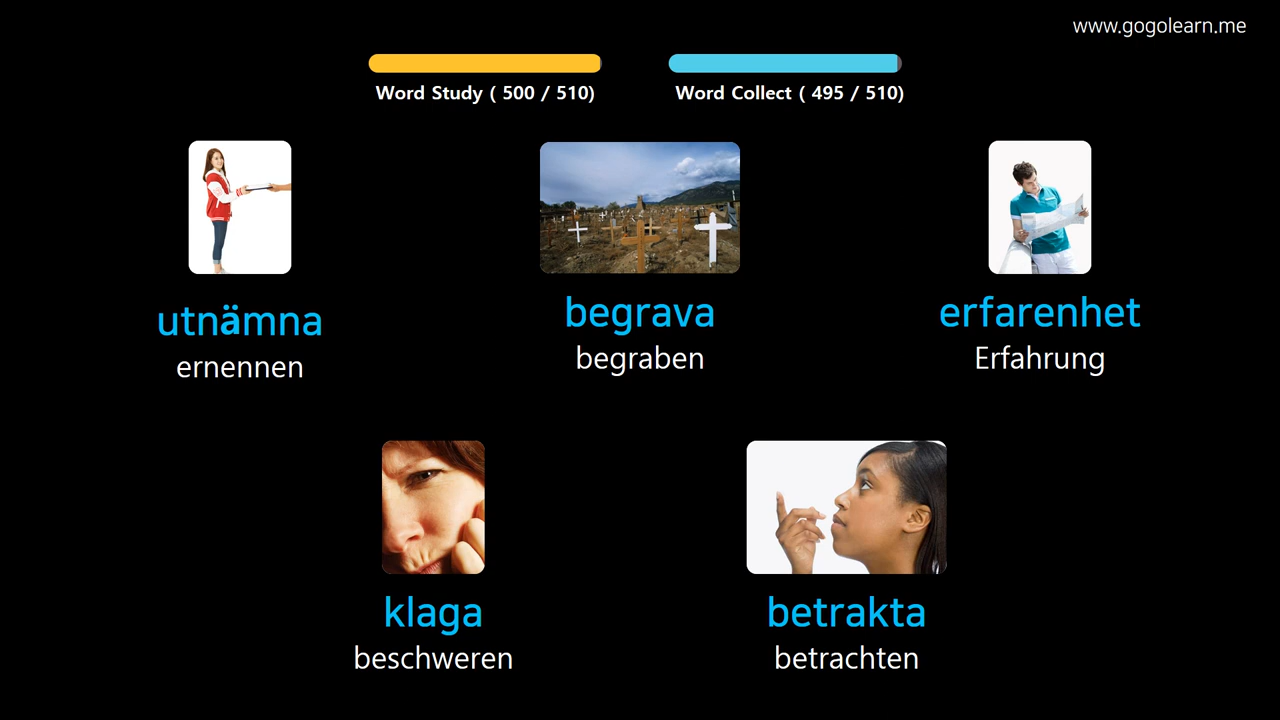 www.gogolearn.me
Word Study ( 500 / 510)
Word Collect ( 495 / 510)
utnämna
ernennen
begrava
begraben
erfarenhet
Erfahrung
klaga
beschweren
betrakta
betrachten